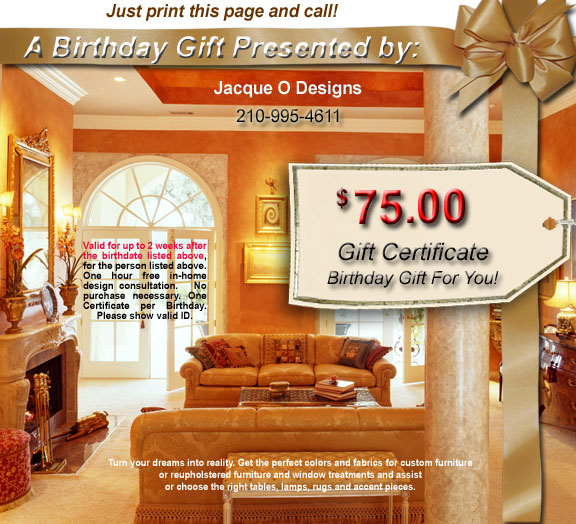 Just print this page and call!
A Birthday Gift Presented by:
Jacque O Designs
210-995-4611
$75.00
Gift Certificate
Birthday Gift For You!
Valid for up to 2 weeks after
the birthdate listed above,
for the person listed above.
One hour free in-home
design consultation. No
purchase necessary. One
Certificate per Birthday.
Please show valid ID.
Turn your dreams into reality. Get the perfect colors and fabrics for custom furniture
or reupholstered furniture and window treatments and assist
or choose the right tables, lamps, rugs and accent pieces.